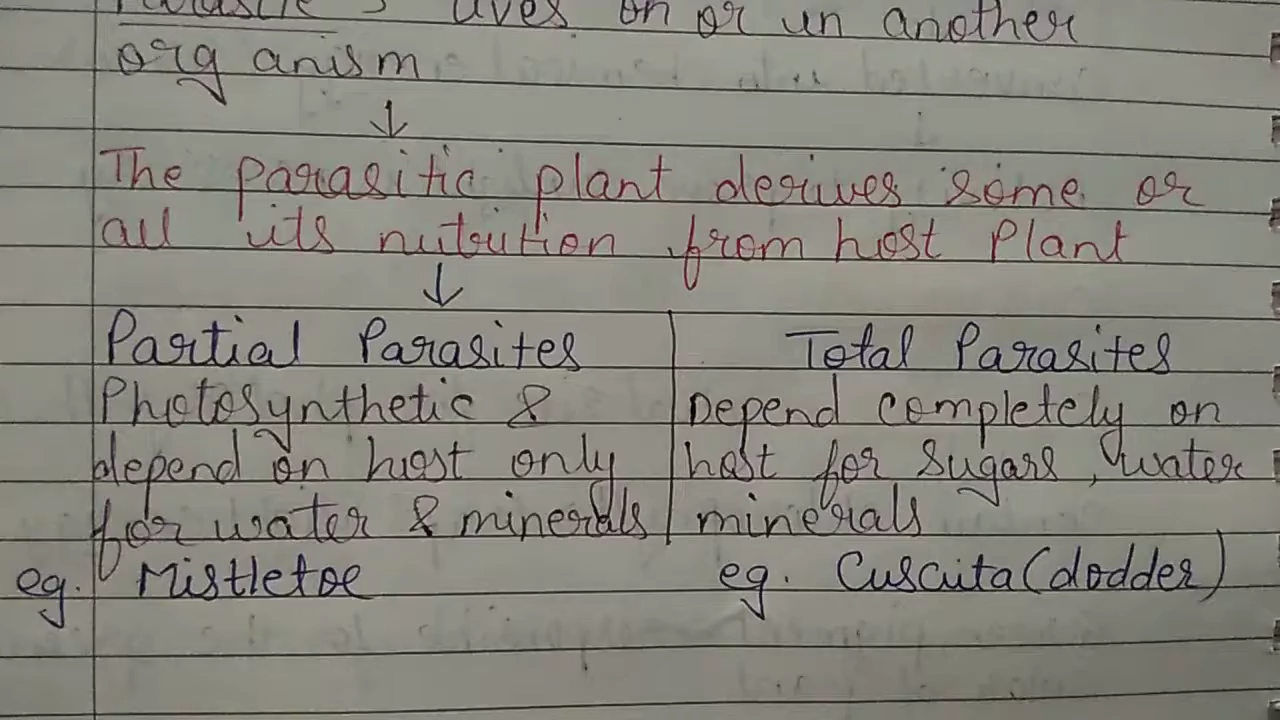 Parasite → lives on or in another
organism
↓
The parasitic plant derives some or
all its nutrition from host Plant
↓
Partial Parasites | Total Parasites
Photosynthetic & | Depend completely on
depend on host only | host for sugars, water
for water & minerals | minerals
eg. Mistletoe eg. Cuscuta (dodder)